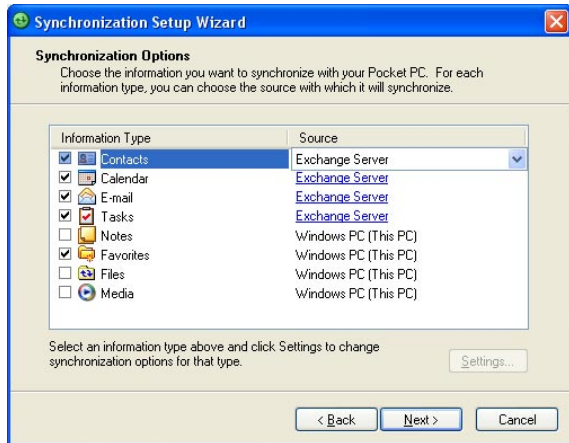 Synchronization Setup Wizard
Synchronization Options
Choose the information you want to synchronize with your Pocket PC. For each
information type, you can choose the source with which it will synchronize.
Information Type Source
Contacts Exchange Server
Calendar Exchange Server
E-mail Exchange Server
Tasks Exchange Server
Notes Windows PC (This PC)
Favorites Windows PC (This PC)
Files Windows PC (This PC)
Media Windows PC (This PC)
Select an information type above and click Settings to change
synchronization options for that type.
Settings...
< Back Next > Cancel